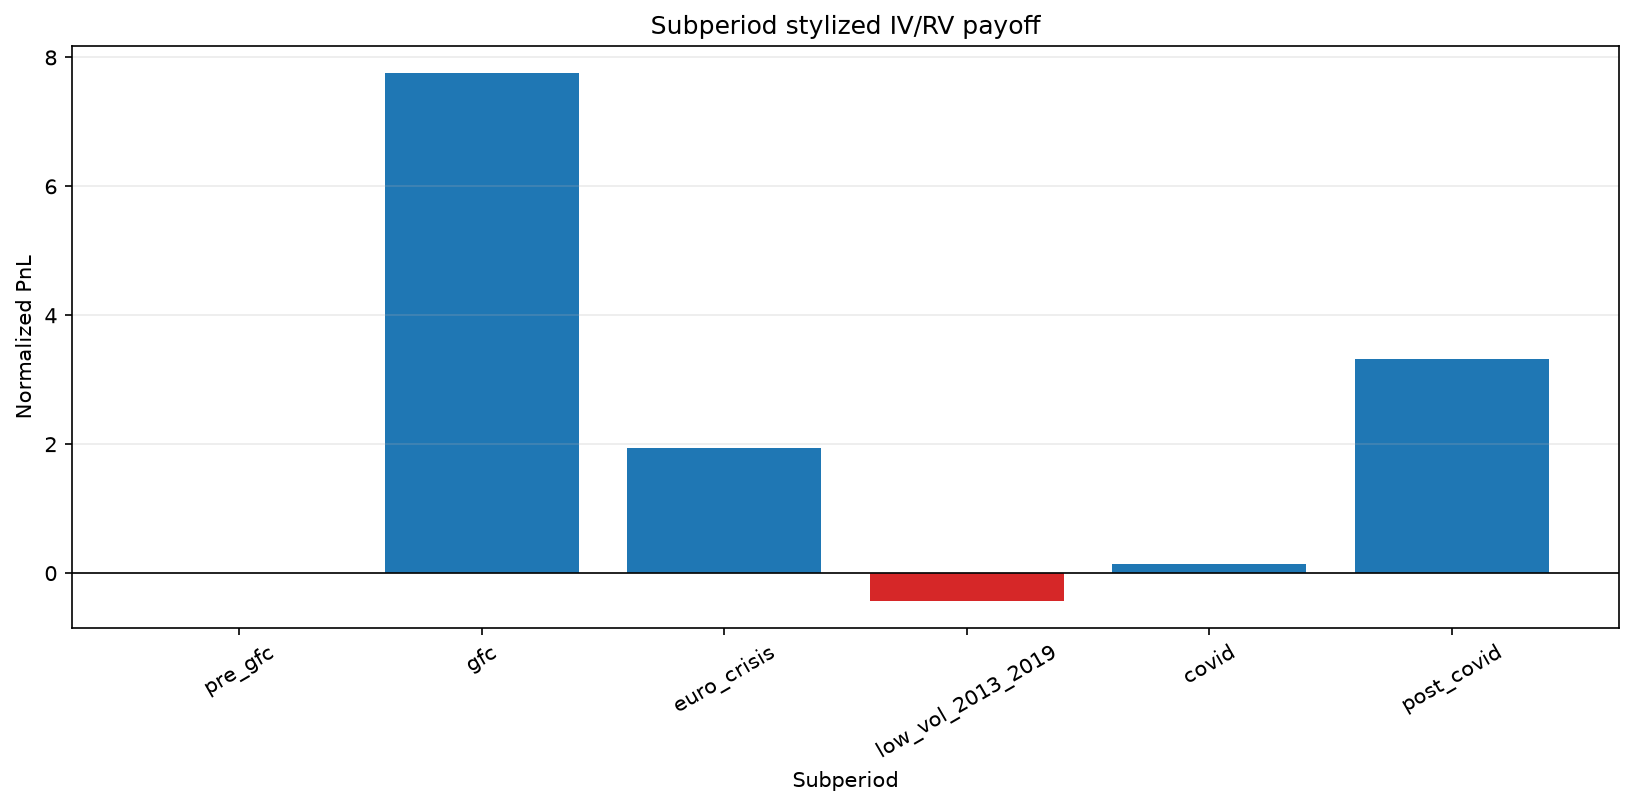 Subperiod stylized IV/RV payoff
Normalized PnL
8
6
4
2
0
pre_gfc
gfc
euro_crisis
low_vol_2013_2019
covid
post_covid
Subperiod